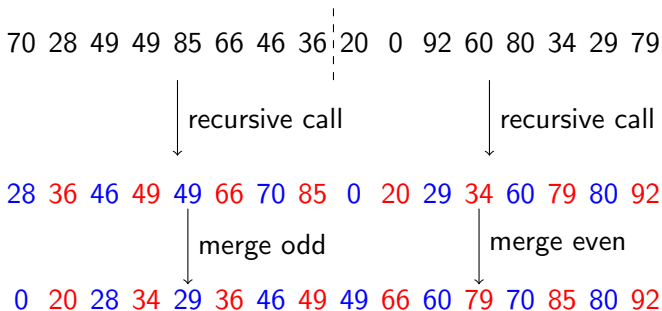 70 28 49 49 85 66 46 36 20 0 92 60 80 34 29 79
recursive call recursive call
28 36 46 49 49 66 70 85 0 20 29 34 60 79 80 92
merge odd merge even
0 20 28 34 29 36 46 49 49 66 60 79 70 85 80 92